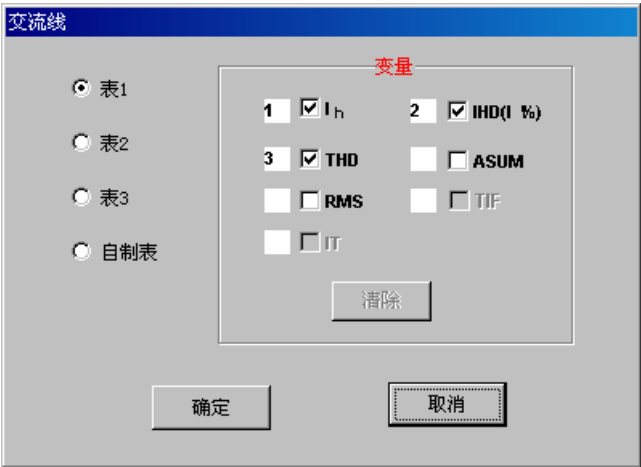 交流线
变量
表1
1 I h 2 IHD(I %)
表2
3 THD ASUM
表3
RMS TIF
自制表
IT
清除
确定 取消